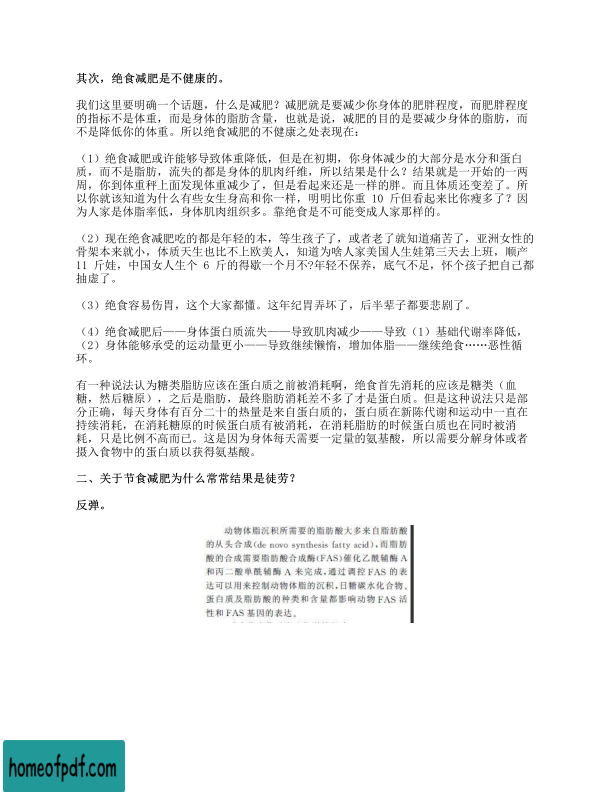 其次，绝食减肥是不健康的。
我们这里要明确一个话题，什么是减肥？减肥就是要减少你身体的肥胖程度，而肥胖程度
的指标不是体重，而是身体的脂肪含量，也就是说，减肥的目的是要减少身体的脂肪，而
不是降低你的体重。所以绝食减肥的不健康之处表现在：
（1）绝食减肥或许能够导致体重降低，但是在初期，你身体减少的大部分是水分和蛋白
质，而不是脂肪，流失的都是身体的肌肉纤维，所以结果是什么？结果就是一开始的一两
周，你到体重秤上面发现体重减少了，但是看起来还是一样的胖。而且体质还变差了。所
以你就该知道为什么有些女生身高和你一样，明明比你重 10 斤但看起来比你瘦多了？因
为人家是体脂率低，身体肌肉组织多。靠绝食是不可能变成人家那样的。
（2）现在绝食减肥吃的都是年轻的本，等生孩子了，或者老了就知道痛苦了，亚洲女性的
骨架本来就小，体质天生也比不上欧美人，知道为啥人家美国人生娃第三天去上班，顺产
11 斤娃，中国女人生个 6 斤的得歇一个月不?年轻不保养，底气不足，怀个孩子把自己都
抽虚了。
（3）绝食容易伤胃，这个大家都懂。这年纪胃弄坏了，后半辈子都要悲剧了。
（4）绝食减肥后——身体蛋白质流失——导致肌肉减少——导致（1）基础代谢率降低，
（2）身体能够承受的运动量更小——导致继续懒惰，增加体脂——继续绝食……恶性循
环。
有一种说法认为糖类脂肪应该在蛋白质之前被消耗啊，绝食首先消耗的应该是糖类（血
糖，然后糖原），之后是脂肪，最终脂肪消耗差不多了才是蛋白质。但是这种说法只是部
分正确，每天身体有百分二十的热量是来自蛋白质的，蛋白质在新陈代谢和运动中一直在
持续消耗，在消耗糖原的时候蛋白质有被消耗，在消耗脂肪的时候蛋白质也在同时被消
耗，只是比例不高而已。这是因为身体每天需要一定量的氨基酸，所以需要分解身体或者
摄入食物中的蛋白质以获得氨基酸。
二、关于节食减肥为什么常常结果是徒劳？
反弹。
动物体脂沉积所需要的脂肪酸大多来自脂肪酸
的从头合成(de novo synthesis fatty acid)，而脂肪
酸的合成需要脂肪酸合成酶(FAS)催化乙酰辅酶 A
和丙二酸单酰辅酶 A 来完成，通过调控 FAS 的表
达可以用来控制动物体脂的沉积，日粮碳水化合物、
蛋白质及脂肪酸的种类和含量都影响动物 FAS 活
性和 FAS 基因的表达。
homeofpdf.com